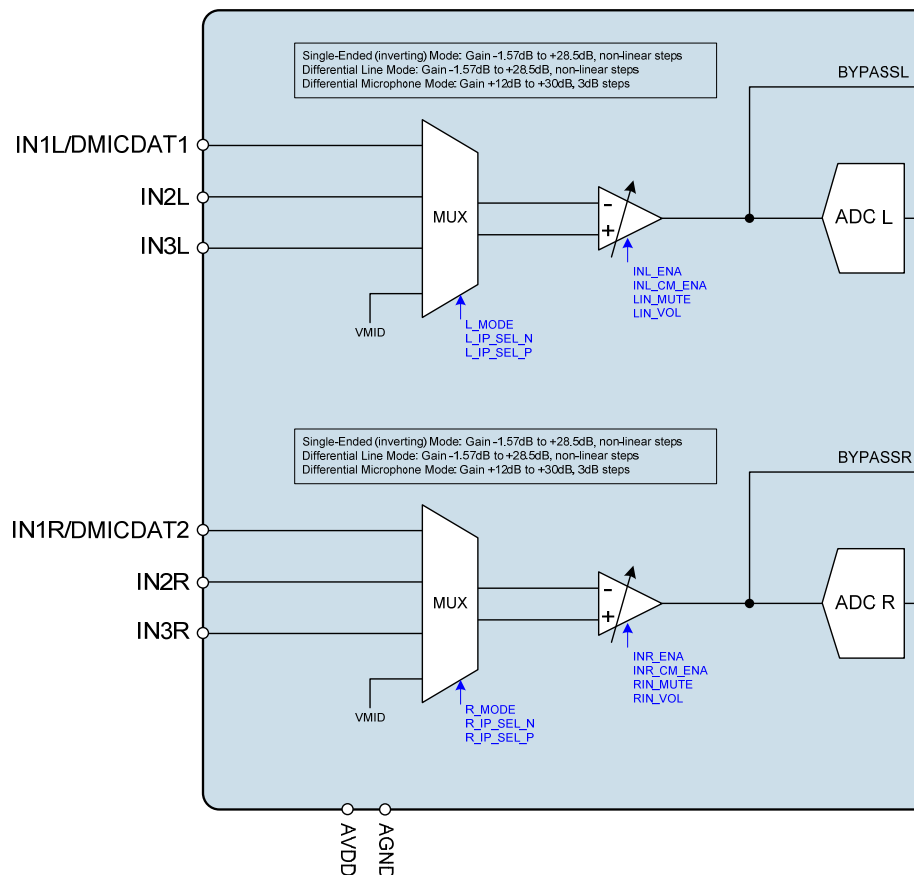 Single-Ended (inverting) Mode: Gain -1.57dB to +28.5dB, non-linear steps
Differential Line Mode: Gain -1.57dB to +28.5dB, non-linear steps
Differential Microphone Mode: Gain +12dB to +30dB, 3dB steps
BYPASSL
IN1L/DMICDAT1
IN2L
IN3L
MUX
-
+
ADC L
VMID
L_MODE
L_IP_SEL_N
L_IP_SEL_P
INL_ENA
INL_CM_ENA
LIN_MUTE
LIN_VOL
Single-Ended (inverting) Mode: Gain -1.57dB to +28.5dB, non-linear steps
Differential Line Mode: Gain -1.57dB to +28.5dB, non-linear steps
Differential Microphone Mode: Gain +12dB to +30dB, 3dB steps
BYPASSR
IN1R/DMICDAT2
IN2R
IN3R
MUX
-
+
ADC R
VMID
R_MODE
R_IP_SEL_N
R_IP_SEL_P
INR_ENA
INR_CM_ENA
RIN_MUTE
RIN_VOL
AVDD
AGND